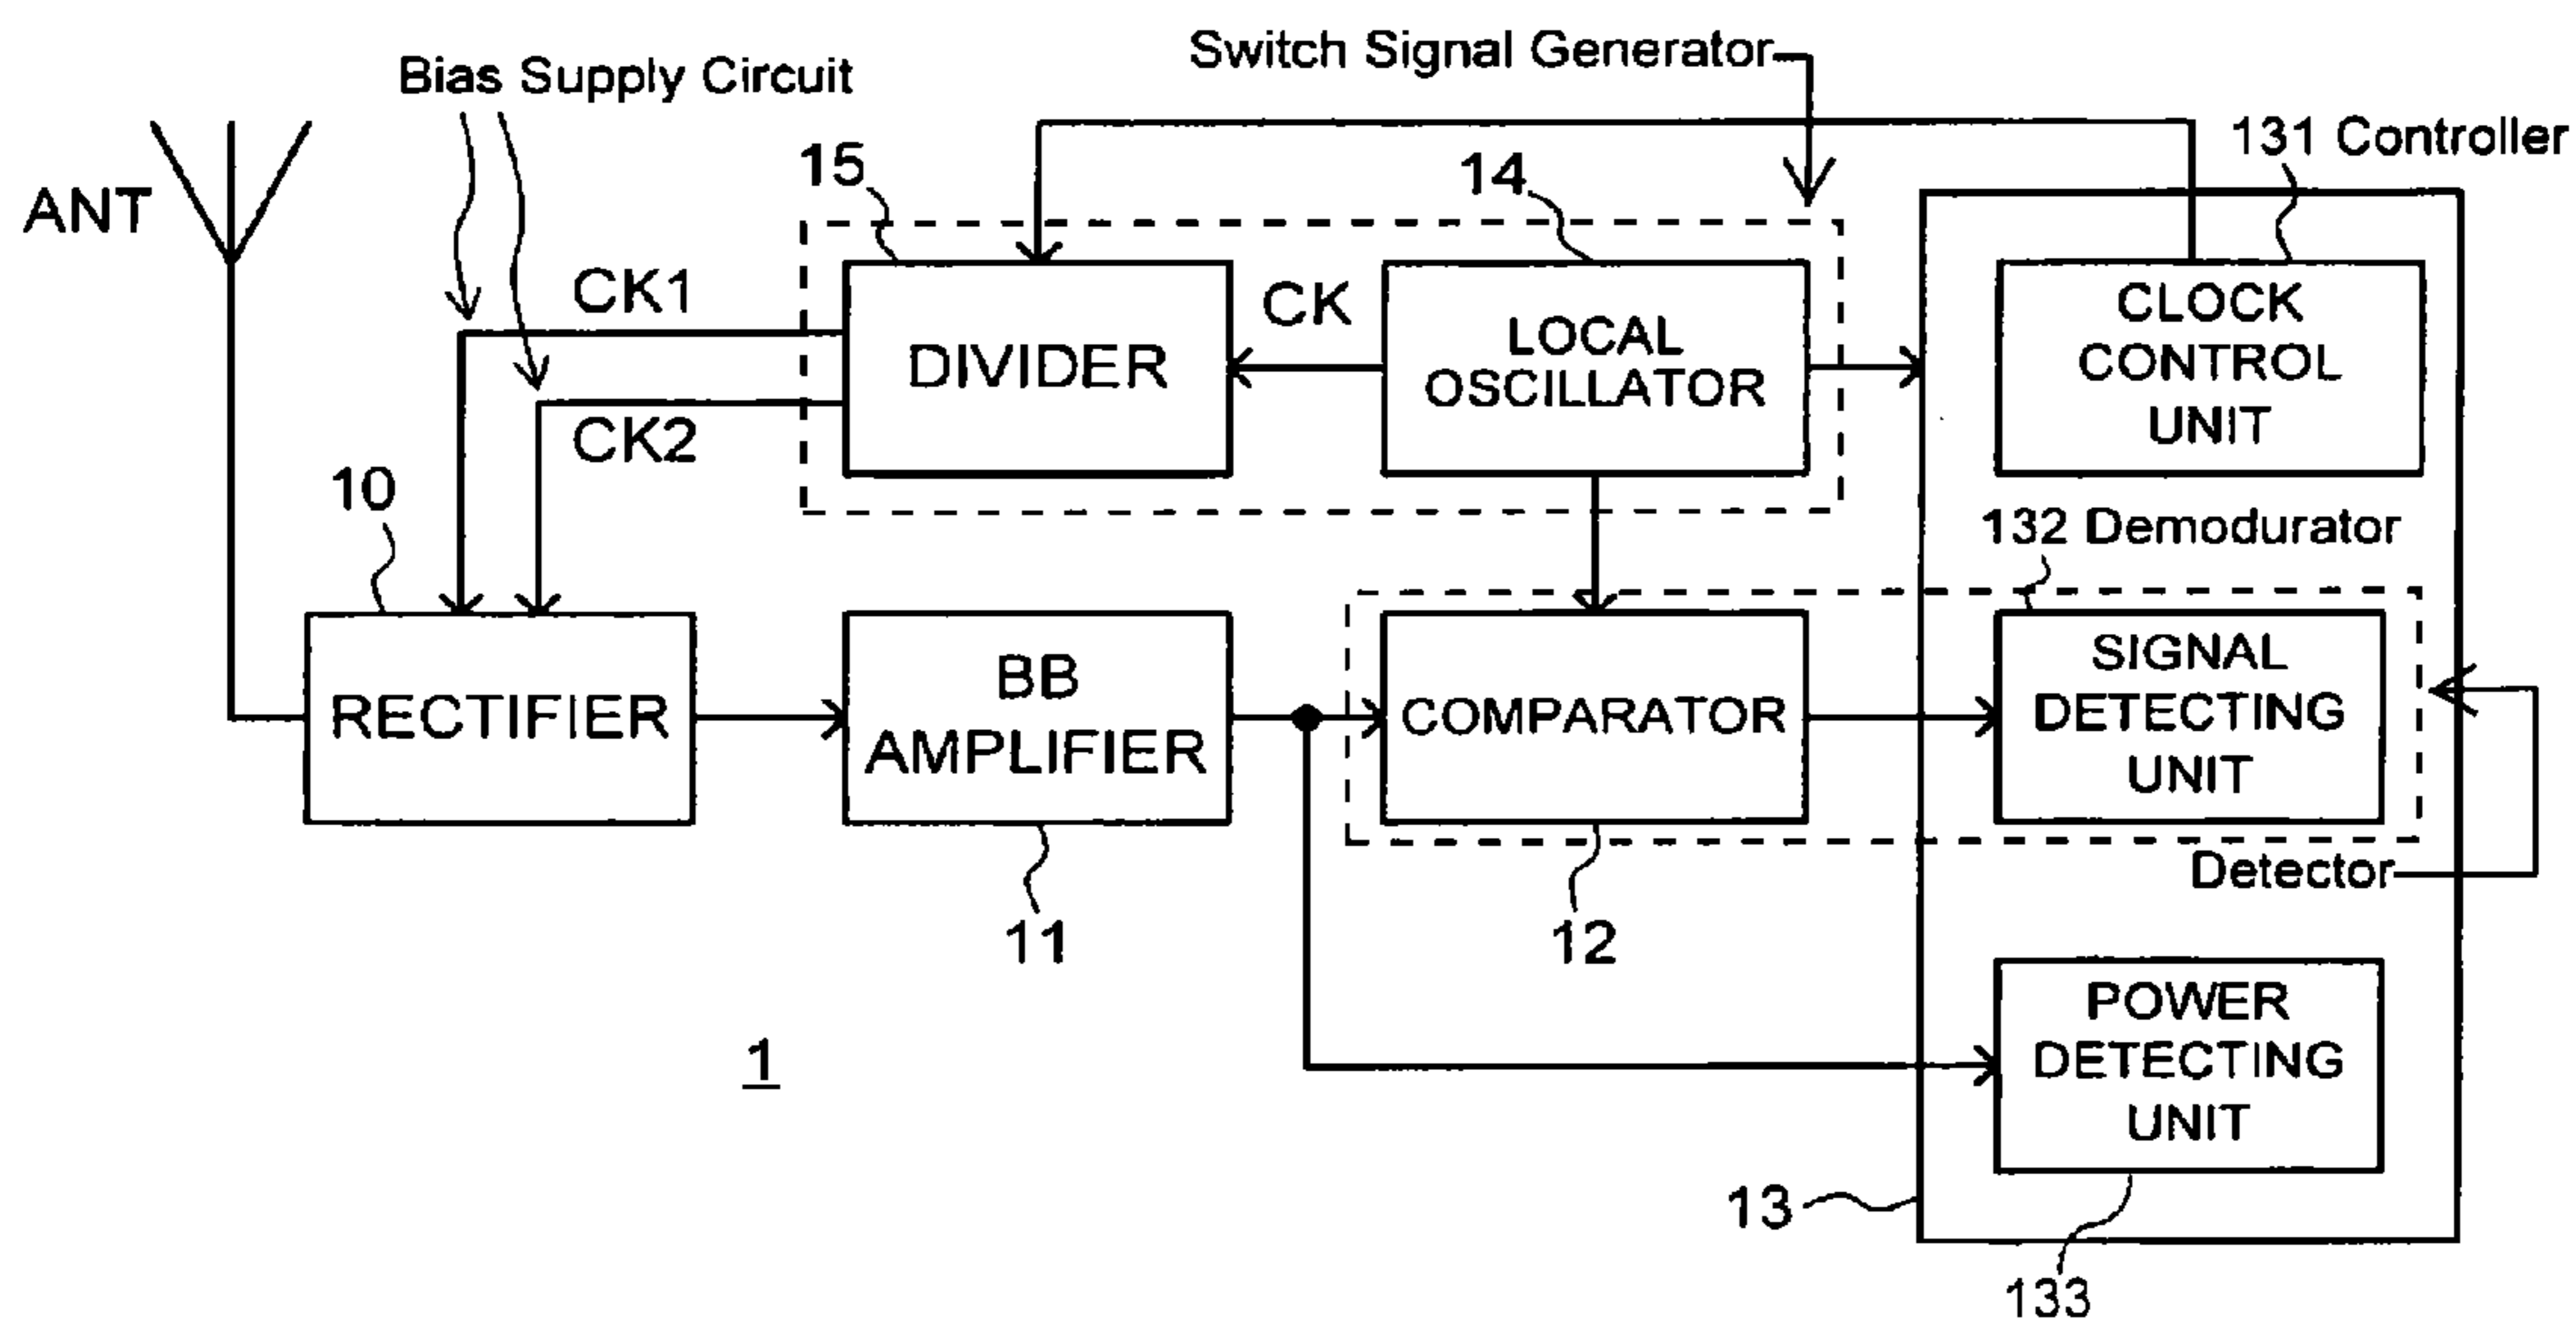 Switch Signal Generator
Bias Supply Circuit
131 Controller
ANT
15
14
CK1
CK
DIVIDER
LOCAL
OSCILLATOR
CLOCK
CONTROL
UNIT
CK2
10
132 Demodurator
RECTIFIER
BB
AMPLIFIER
COMPARATOR
SIGNAL
DETECTING
UNIT
Detector
11
12
1
POWER
DETECTING
UNIT
13
133